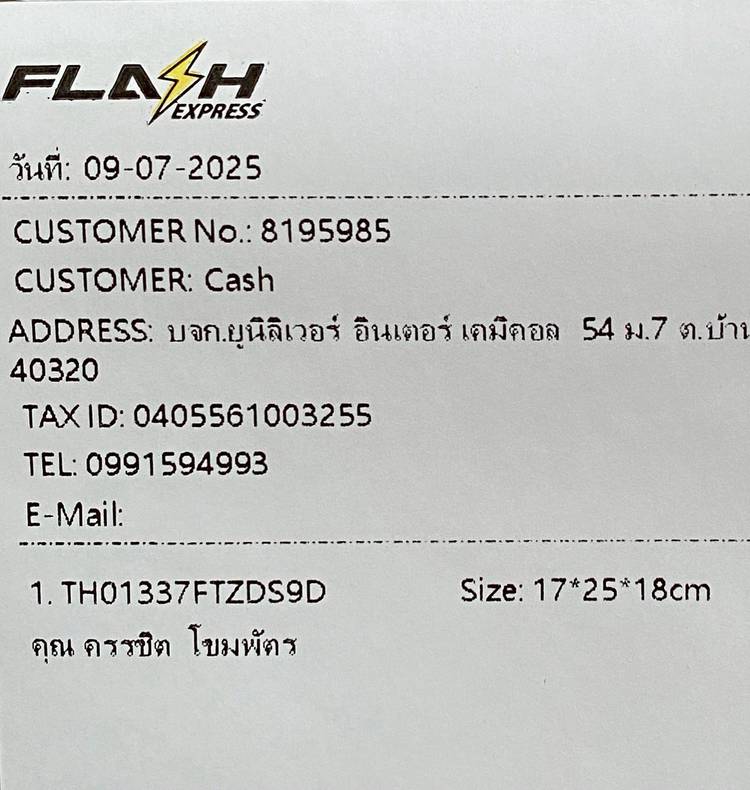 FLASH
EXPRESS
วันที่: 09-07-2025
CUSTOMER No.: 8195985
CUSTOMER: Cash
ADDRESS: บจก.ยูนิลิเวอร์ อินเตอร์ เคมิคอล 54 ม.7 ต.บ้าน
40320
TAX ID: 0405561003255
TEL: 0991594993
E-Mail:
1. TH01337FTZDS9D Size: 17*25*18cm
คุณ ครรชิต โขมพัตร